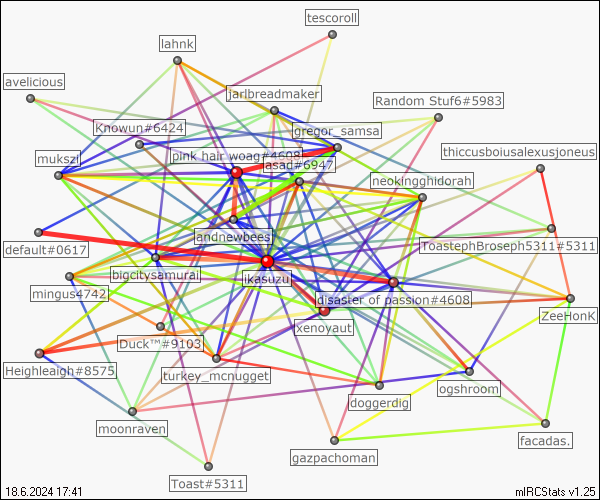 tescoroll
lahnk
avelicious
jarlbreadmaker
Random Stuf6#5983
Knowun#6424
gregor_samsa
thiccusboiusalexusjoneus
mukszi
pink hair woag#4608
asad#6947
neokingghidorah
andnewbees
default#0617
ToastephBroseph5311#5311
bigcitysamurai
ikasuzu
mingus4742
disaster of passion#4608
ZeeHonK
xenoyaut
Duck™#9103
Heighleaigh#8575
turkey_mcnugget
ogshroom
doggerdig
moonraven
facadas.
gazpachoman
Toast#5311
18.6.2024 17:41
mIRCStats v1.25